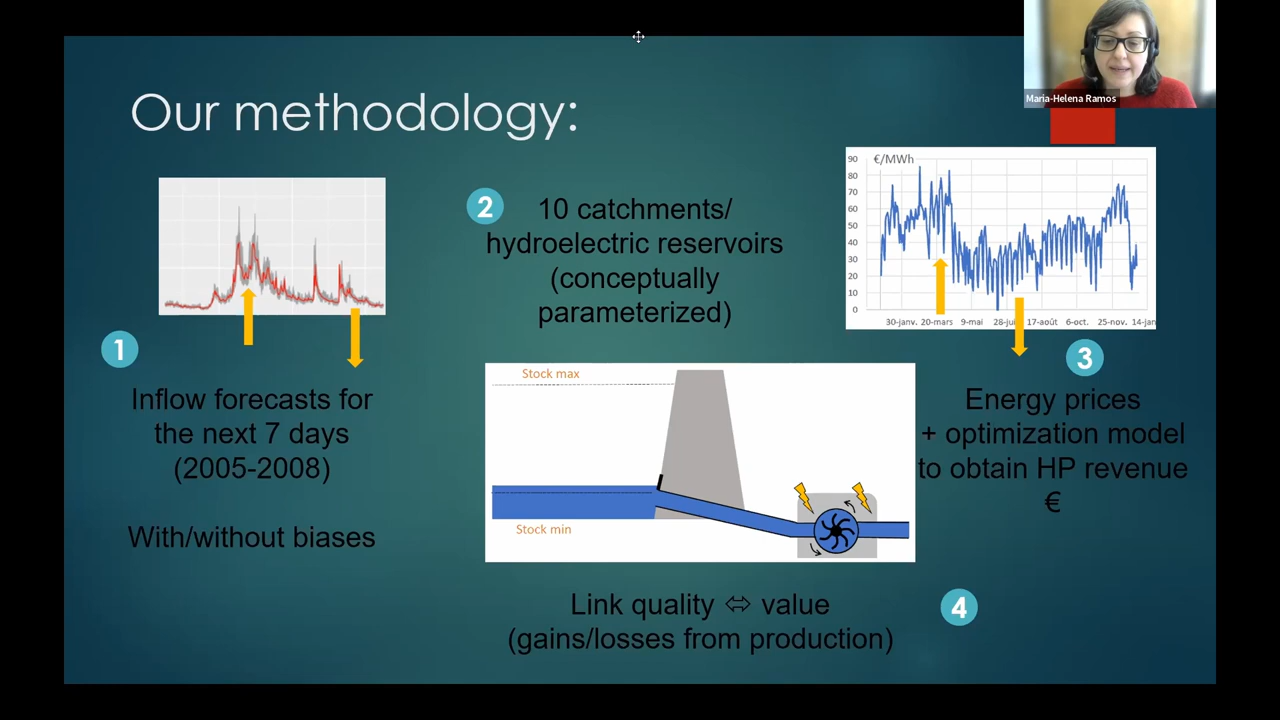 Maria-Helena Ramos
Our methodology:
1
Inflow forecasts for
the next 7 days
(2005-2008)
With/without biases
2
10 catchments/
hydroelectric reservoirs
(conceptually
parameterized)
Stock max
Stock min
€/MWh
90
80
70
60
50
40
30
20
10
0
30-janv. 20-mars 9-mai 28-jui 17-août 6-oct. 25-nov. 14-jan
3
Energy prices
+ optimization model
to obtain HP revenue
€
Link quality ⇔ value
(gains/losses from production)
4